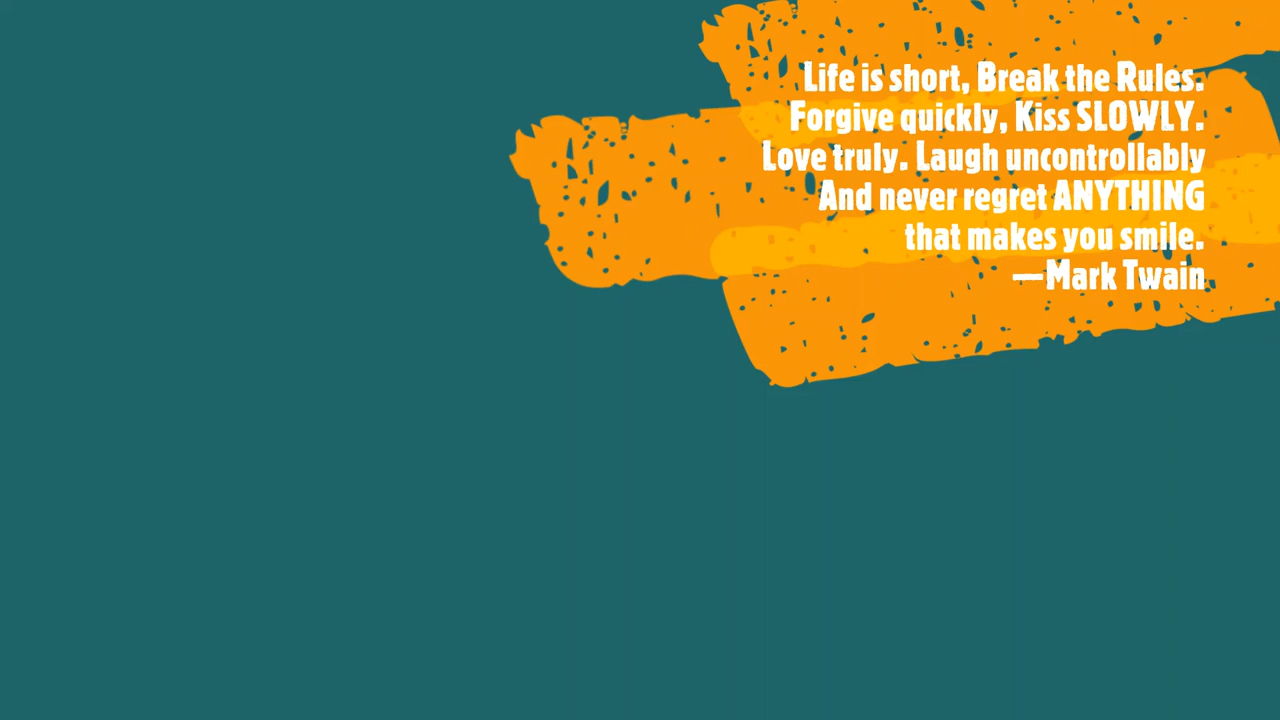 Life is short, Break the Rules.
Forgive quickly, Kiss SLOWLY.
Love truly. Laugh uncontrollably
And never regret ANYTHING
that makes you smile.
—Mark Twain